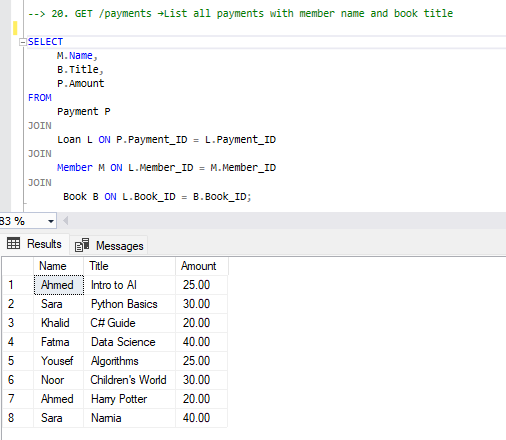 --> 20. GET /payments →List all payments with member name and book title
SELECT
M.Name,
B.Title,
P.Amount
FROM
Payment P
JOIN
Loan L ON P.Payment_ID = L.Payment_ID
JOIN
Member M ON L.Member_ID = M.Member_ID
JOIN
Book B ON L.Book_ID = B.Book_ID;
83 %
Results Messages
Name Title Amount
1 Ahmed Intro to AI 25.00
2 Sara Python Basics 30.00
3 Khalid C# Guide 20.00
4 Fatma Data Science 40.00
5 Yousef Algorithms 25.00
6 Noor Children's World 30.00
7 Ahmed Harry Potter 20.00
8 Sara Narnia 40.00